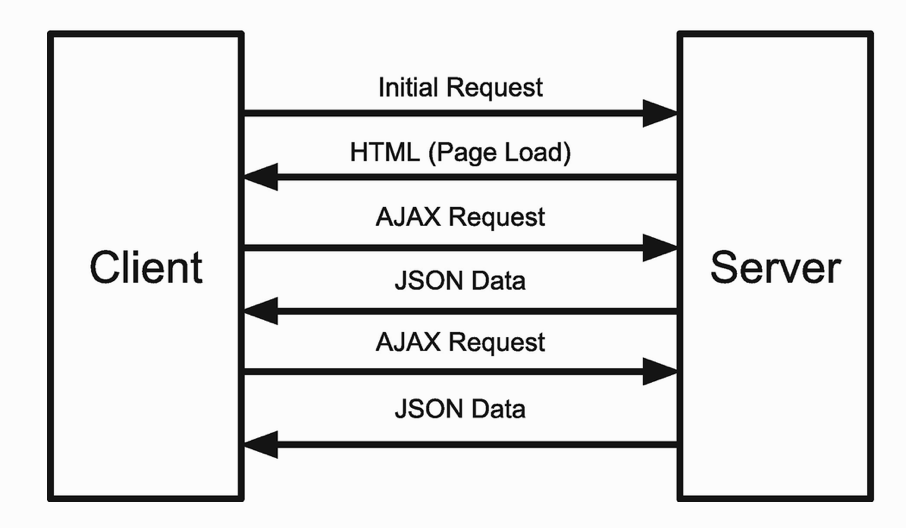 Initial Request
HTML (Page Load)
AJAX Request
Client
Server
JSON Data
AJAX Request
JSON Data